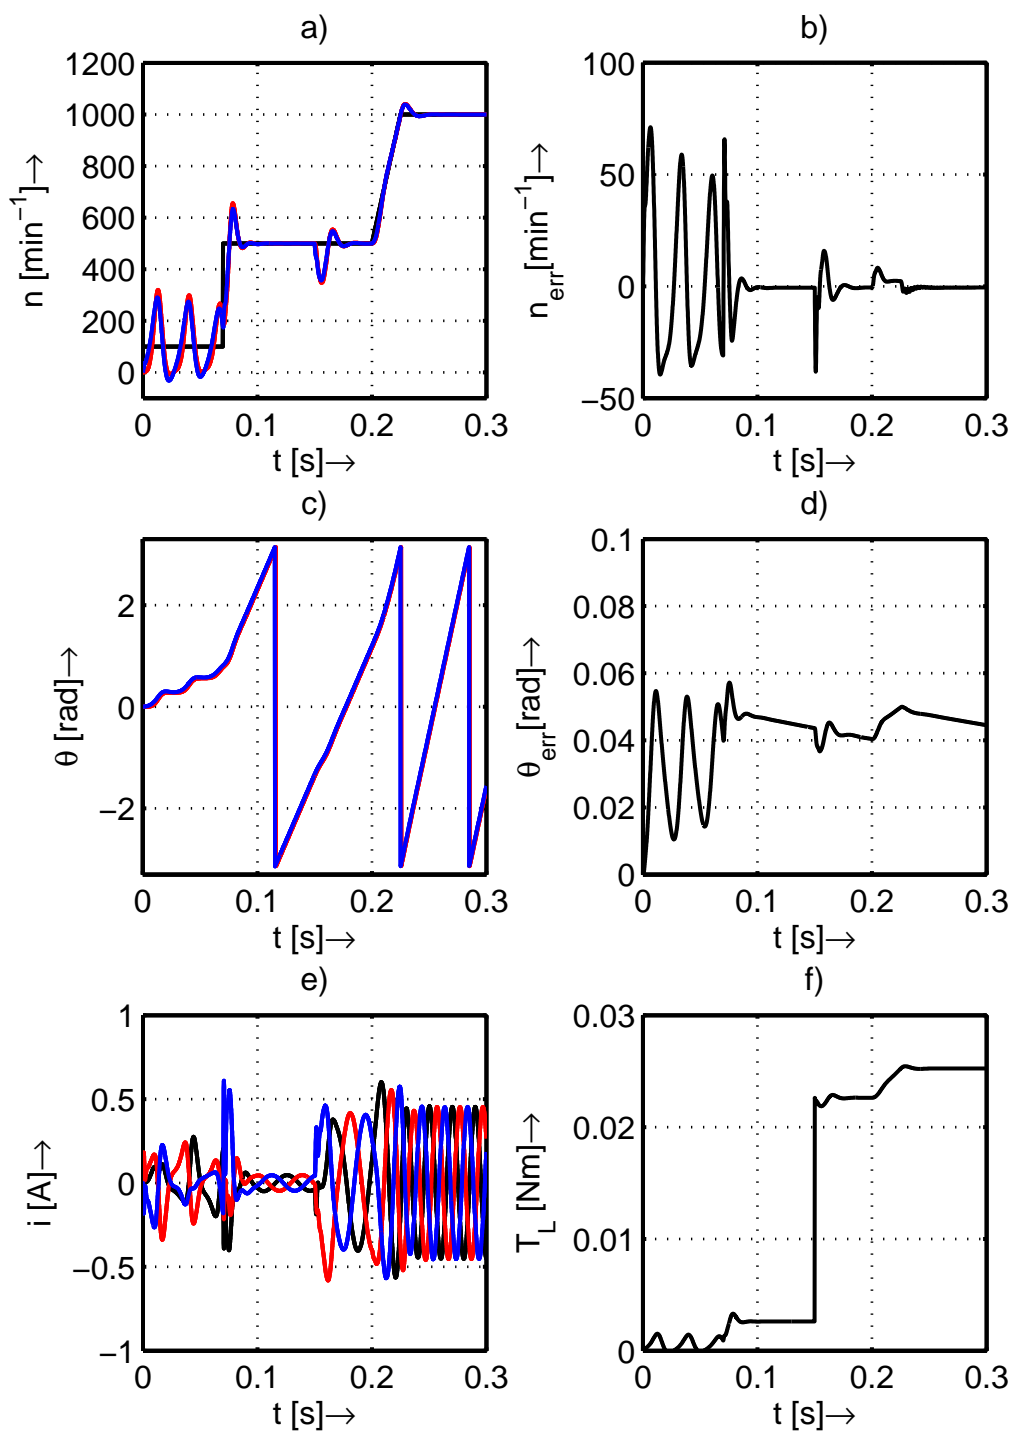 a)
1200
1000
800
600
400
200
0
n [min⁻¹]→
0 0.1 0.2 0.3
t [s]→
b)
100
50
0
−50
n_err[min⁻¹]→
0 0.1 0.2 0.3
t [s]→
c)
2
0
−2
θ [rad]→
0 0.1 0.2 0.3
t [s]→
d)
0.1
0.08
0.06
0.04
0.02
0
θ_err[rad]→
0 0.1 0.2 0.3
t [s]→
e)
1
0.5
0
−0.5
−1
i [A]→
0 0.1 0.2 0.3
t [s]→
f)
0.03
0.02
0.01
0
T_L [Nm]→
0 0.1 0.2 0.3
t [s]→